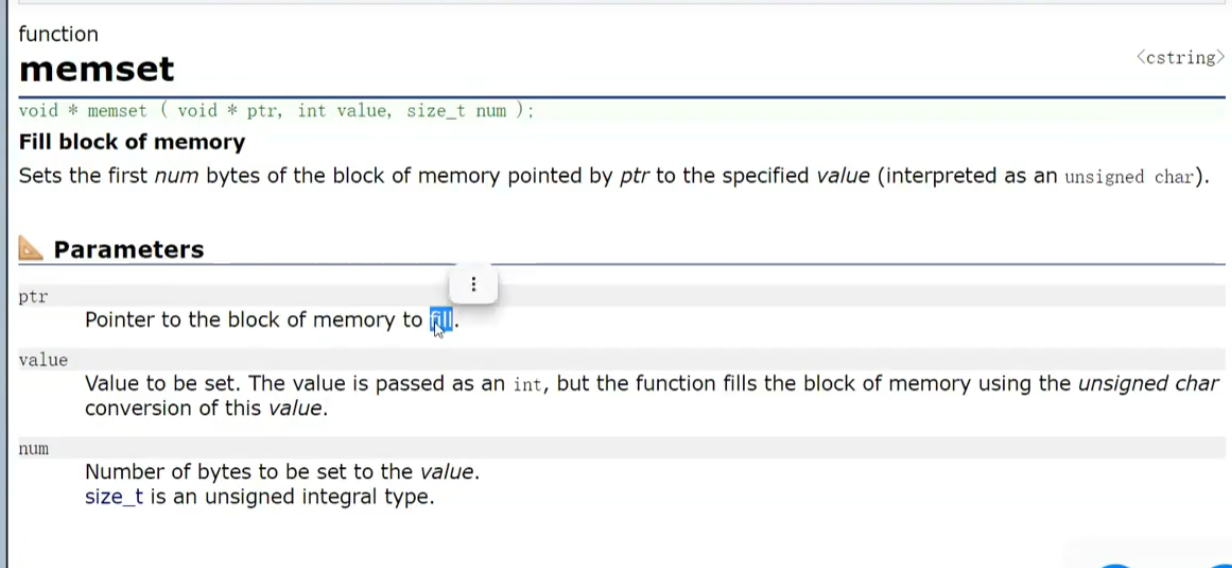 function
memset
<cstring>
void * memset ( void * ptr, int value, size_t num );
Fill block of memory
Sets the first num bytes of the block of memory pointed by ptr to the specified value (interpreted as an unsigned char).
Parameters
ptr
Pointer to the block of memory to fill.
value
Value to be set. The value is passed as an int, but the function fills the block of memory using the unsigned char
conversion of this value.
num
Number of bytes to be set to the value.
size_t is an unsigned integral type.